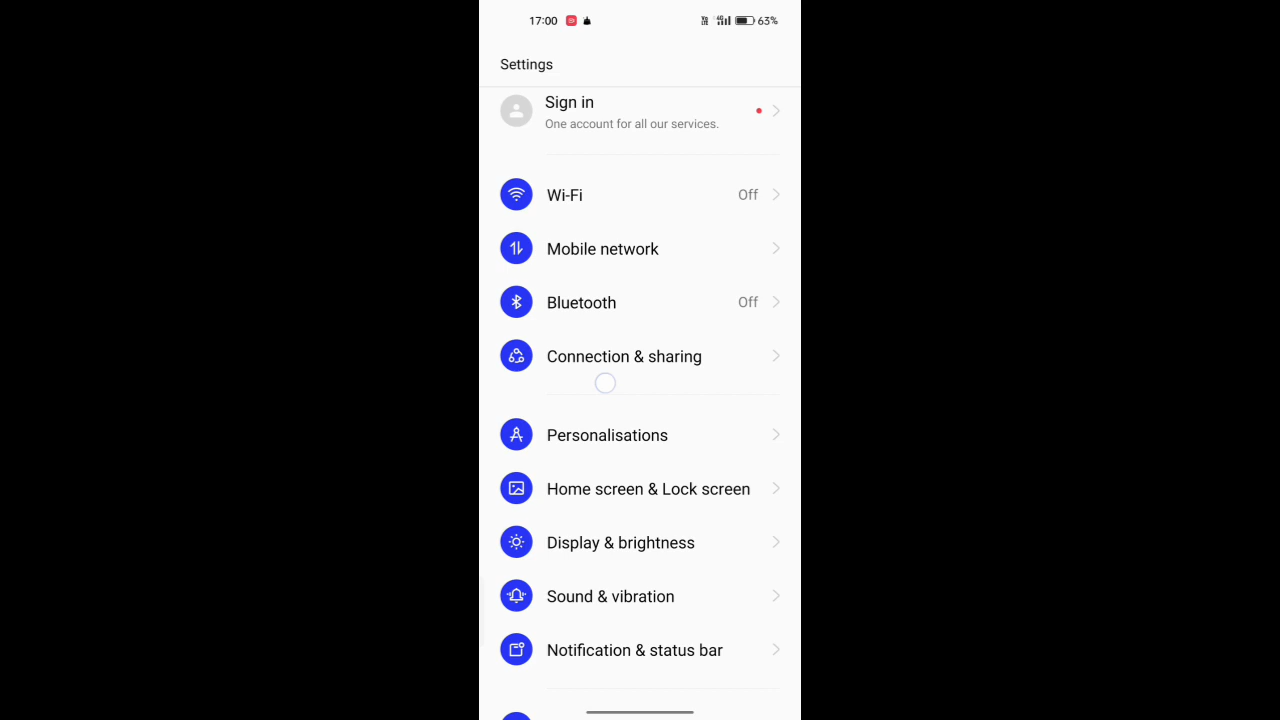 17:00 63%
Settings
Sign in
One account for all our services.
Wi-Fi Off
Mobile network
Bluetooth Off
Connection & sharing
Personalisations
Home screen & Lock screen
Display & brightness
Sound & vibration
Notification & status bar